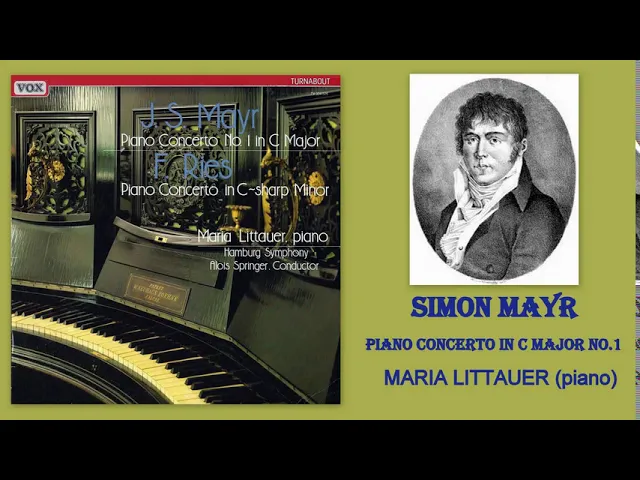 VOX
TURNABOUT
J. S. Mayr
Piano Concerto No. 1 in C Major
F. Ries
Piano Concerto in C-sharp Minor
Maria Littauer, piano
Hamburg Symphony
Alois Springer, Conductor
SIMON MAYR
PIANO CONCERTO IN C MAJOR NO.1
MARIA LITTAUER (piano)